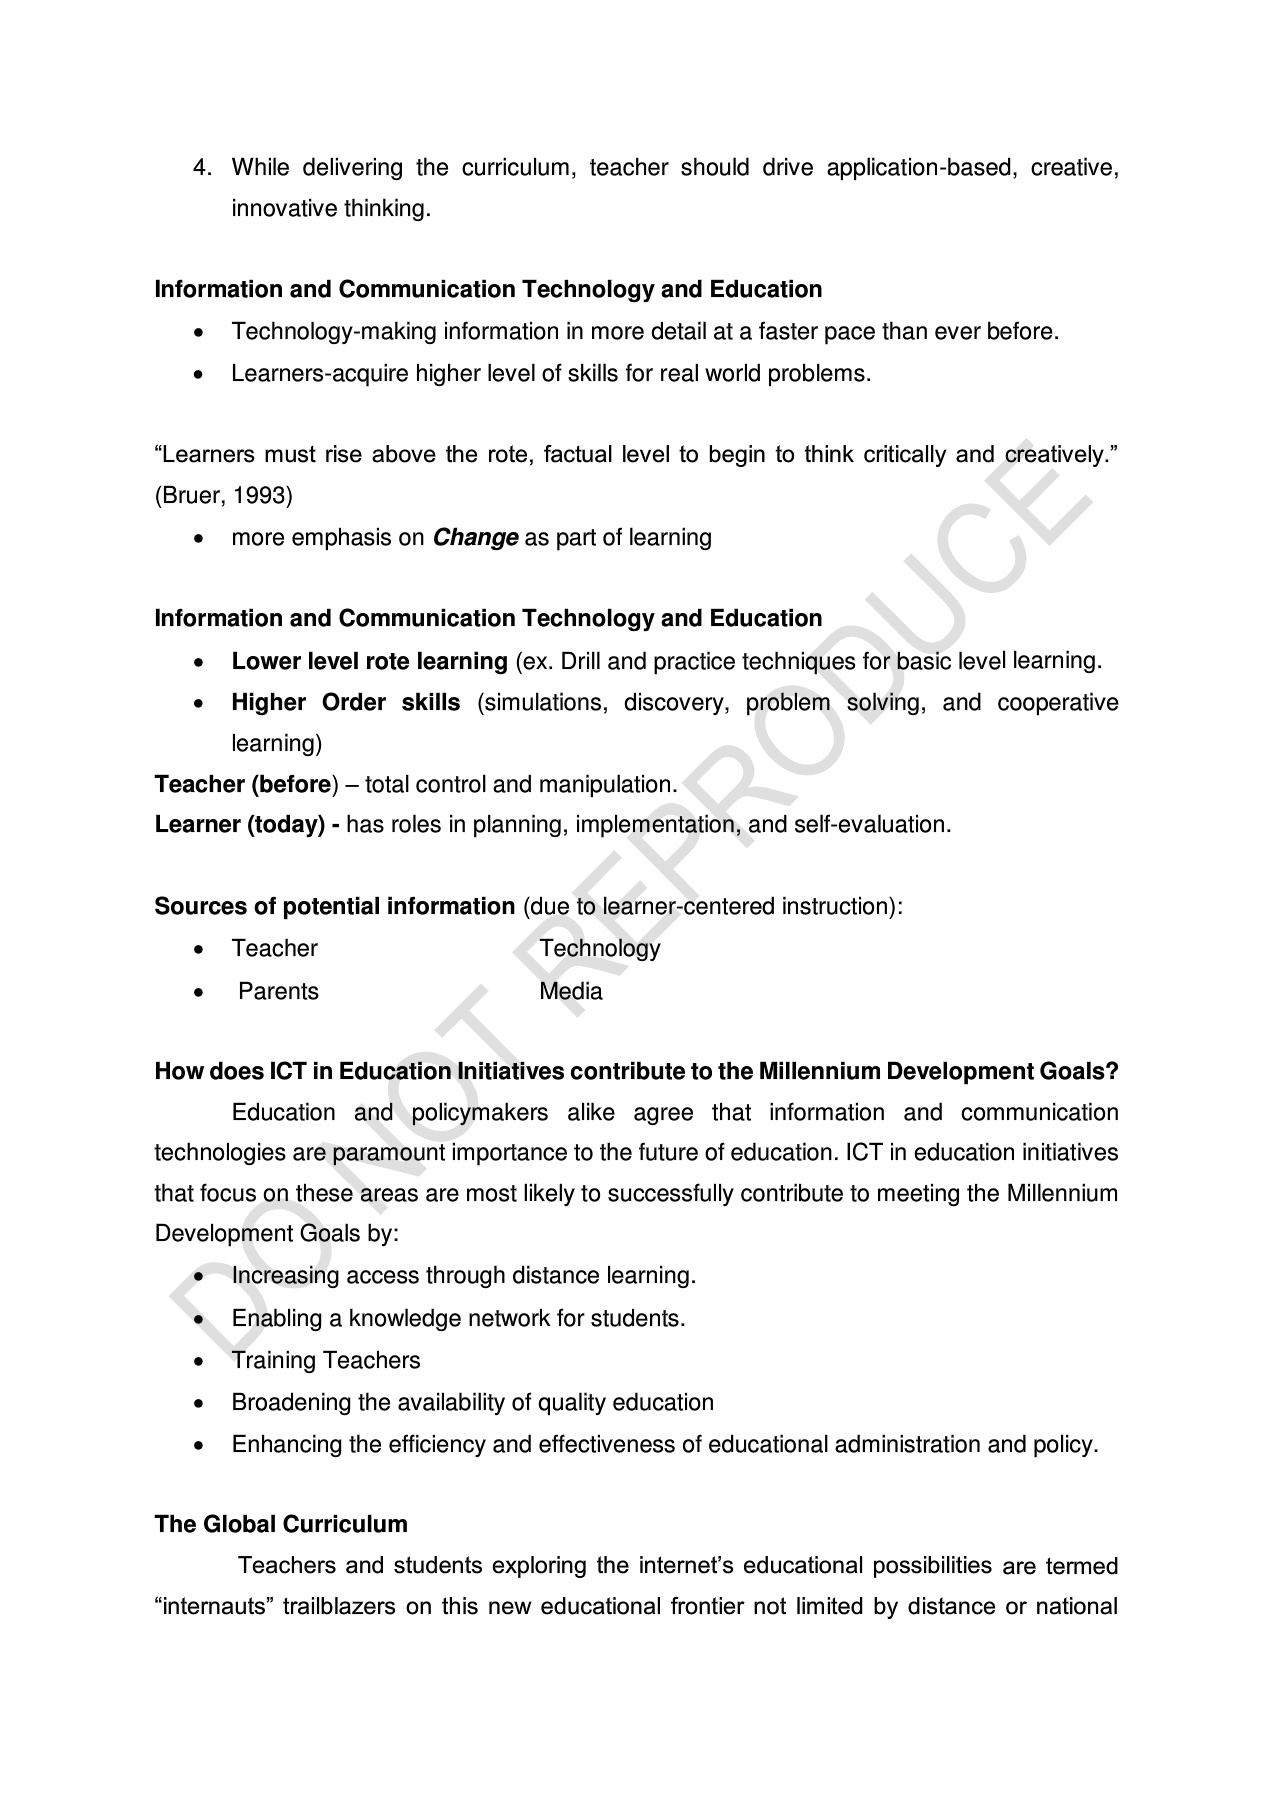 4. While delivering the curriculum, teacher should drive application-based, creative,
innovative thinking.
Information and Communication Technology and Education
• Technology-making information in more detail at a faster pace than ever before.
• Learners-acquire higher level of skills for real world problems.
“Learners must rise above the rote, factual level to begin to think critically and creatively.”
(Bruer, 1993)
• more emphasis on Change as part of learning
Information and Communication Technology and Education
• Lower level rote learning (ex. Drill and practice techniques for basic level learning.
• Higher Order skills (simulations, discovery, problem solving, and cooperative
learning)
Teacher (before) – total control and manipulation.
Learner (today) - has roles in planning, implementation, and self-evaluation.
Sources of potential information (due to learner-centered instruction):
• Teacher Technology
• Parents Media
How does ICT in Education Initiatives contribute to the Millennium Development Goals?
Education and policymakers alike agree that information and communication
technologies are paramount importance to the future of education. ICT in education initiatives
that focus on these areas are most likely to successfully contribute to meeting the Millennium
Development Goals by:
• Increasing access through distance learning.
• Enabling a knowledge network for students.
• Training Teachers
• Broadening the availability of quality education
• Enhancing the efficiency and effectiveness of educational administration and policy.
The Global Curriculum
Teachers and students exploring the internet’s educational possibilities are termed
“internauts” trailblazers on this new educational frontier not limited by distance or national
DO NOT REPRODUCE